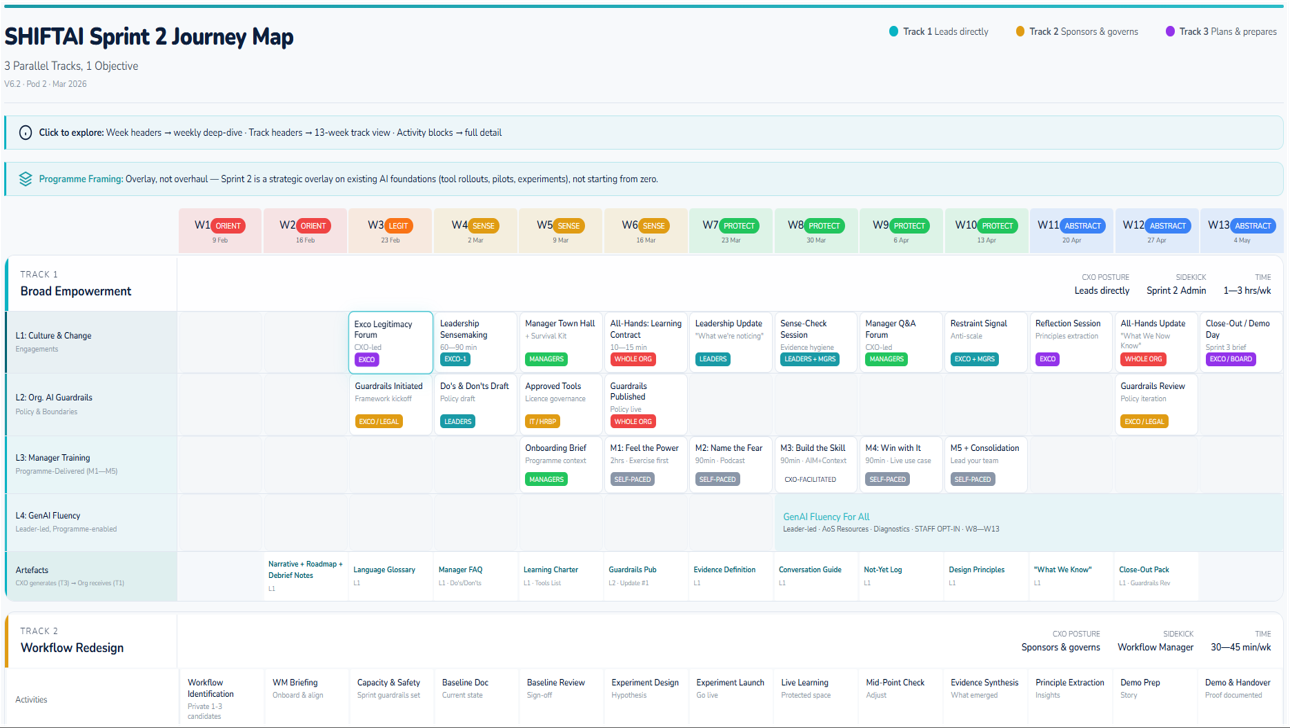 SHIFTAI Sprint 2 Journey Map
Track 1 Leads directly
Track 2 Sponsors & governs
Track 3 Plans & prepares
3 Parallel Tracks, 1 Objective
V6.2 · Pod 2 · Mar 2026
Click to explore: Week headers → weekly deep-dive · Track headers → 13-week track view · Activity blocks → full detail
Programme Framing: Overlay, not overhaul — Sprint 2 is a strategic overlay on existing AI foundations (tool rollouts, pilots, experiments), not starting from zero.
W1 ORIENT
9 Feb
W2 ORIENT
16 Feb
W3 LEGIT
23 Feb
W4 SENSE
2 Mar
W5 SENSE
9 Mar
W6 SENSE
16 Mar
W7 PROTECT
23 Mar
W8 PROTECT
30 Mar
W9 PROTECT
6 Apr
W10 PROTECT
13 Apr
W11 ABSTRACT
20 Apr
W12 ABSTRACT
27 Apr
W13 ABSTRACT
4 May
TRACK 1
Broad Empowerment
CXO POSTURE
Leads directly
SIDEKICK
Sprint 2 Admin
TIME
1—3 hrs/wk
L1: Culture & Change
Engagements
Exco Legitimacy
Forum
CXO-led
EXCO
Leadership
Sensemaking
60—90 min
EXCO-1
Manager Town Hall
+ Survival Kit
MANAGERS
All-Hands: Learning
Contract
10—15 min
WHOLE ORG
Leadership Update
"What we're noticing"
LEADERS
Sense-Check
Session
Evidence hygiene
LEADERS + MGRS
Manager Q&A
Forum
CXO-led
MANAGERS
Restraint Signal
Anti-scale
EXCO + MGRS
Reflection Session
Principles extraction
EXCO
All-Hands Update
"What We Now
Know"
WHOLE ORG
Close-Out / Demo
Day
Sprint 3 brief
EXCO / BOARD
L2: Org. AI Guardrails
Policy & Boundaries
Guardrails Initiated
Framework kickoff
EXCO / LEGAL
Do's & Don'ts Draft
Policy draft
LEADERS
Approved Tools
Licence governance
IT / HRBP
Guardrails
Published
Policy live
WHOLE ORG
Guardrails Review
Policy iteration
EXCO / LEGAL
L3: Manager Training
Programme-Delivered (M1—M5)
Onboarding Brief
Programme context
MANAGERS
M1: Feel the Power
2hrs · Exercise first
SELF-PACED
M2: Name the Fear
90min · Podcast
SELF-PACED
M3: Build the Skill
90min · AIM+Context
CXO-FACILITATED
M4: Win with It
90min · Live use case
SELF-PACED
M5 + Consolidation
Lead your team
SELF-PACED
L4: GenAI Fluency
Leader-led, Programme-enabled
GenAI Fluency For All
Leader-led · AoS Resources · Diagnostics · STAFF OPT-IN · W8—W13
Artefacts
CXO generates (T3) → Org receives (T1)
Narrative + Roadmap +
Debrief Notes
L1
Language Glossary
L1
Manager FAQ
L1 · Do's/Don'ts
Learning Charter
L1 · Tools List
Guardrails Pub
L2 · Update #1
Evidence Definition
L1
Conversation Guide
L1
Not-Yet Log
L1
Design Principles
L1
"What We Know"
L1
Close-Out Pack
L1 · Guardrails Rev
TRACK 2
Workflow Redesign
CXO POSTURE
Sponsors & governs
SIDEKICK
Workflow Manager
TIME
30—45 min/wk
Activities
Workflow
Identification
Private 1-3
candidates
WM Briefing
Onboard & align
Capacity & Safety
Sprint guardrails set
Baseline Doc
Current state
Baseline Review
Sign-off
Experiment Design
Hypothesis
Experiment Launch
Go live
Live Learning
Protected space
Mid-Point Check
Adjust
Evidence Synthesis
What emerged
Principle Extraction
Insights
Demo Prep
Story
Demo & Handover
Proof documented